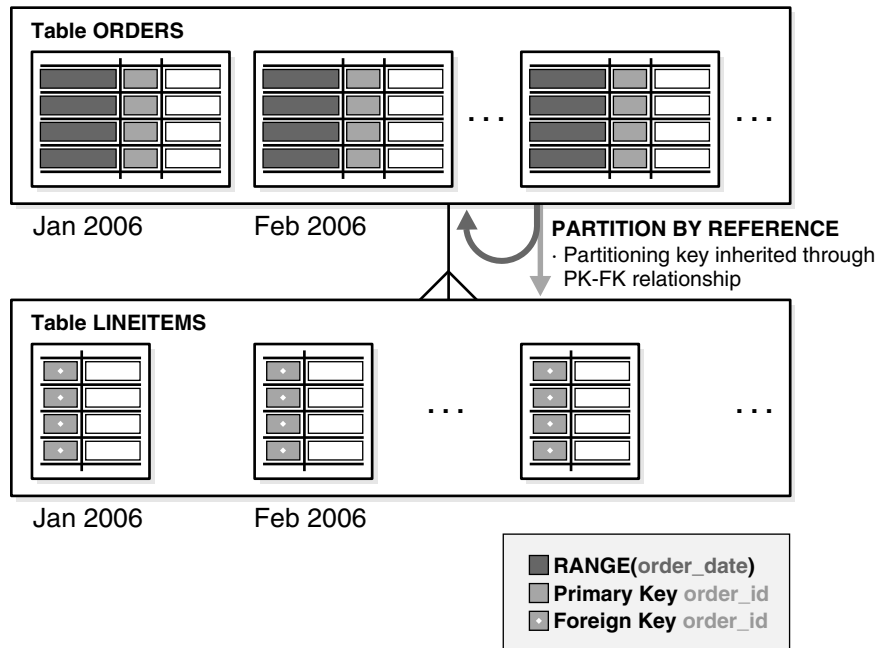 Table ORDERS
. . .
. . .
Jan 2006
Feb 2006
PARTITION BY REFERENCE
· Partitioning key inherited through
PK-FK relationship
Table LINEITEMS
. . .
. . .
Jan 2006
Feb 2006
RANGE(order_date)
Primary Key order_id
Foreign Key order_id